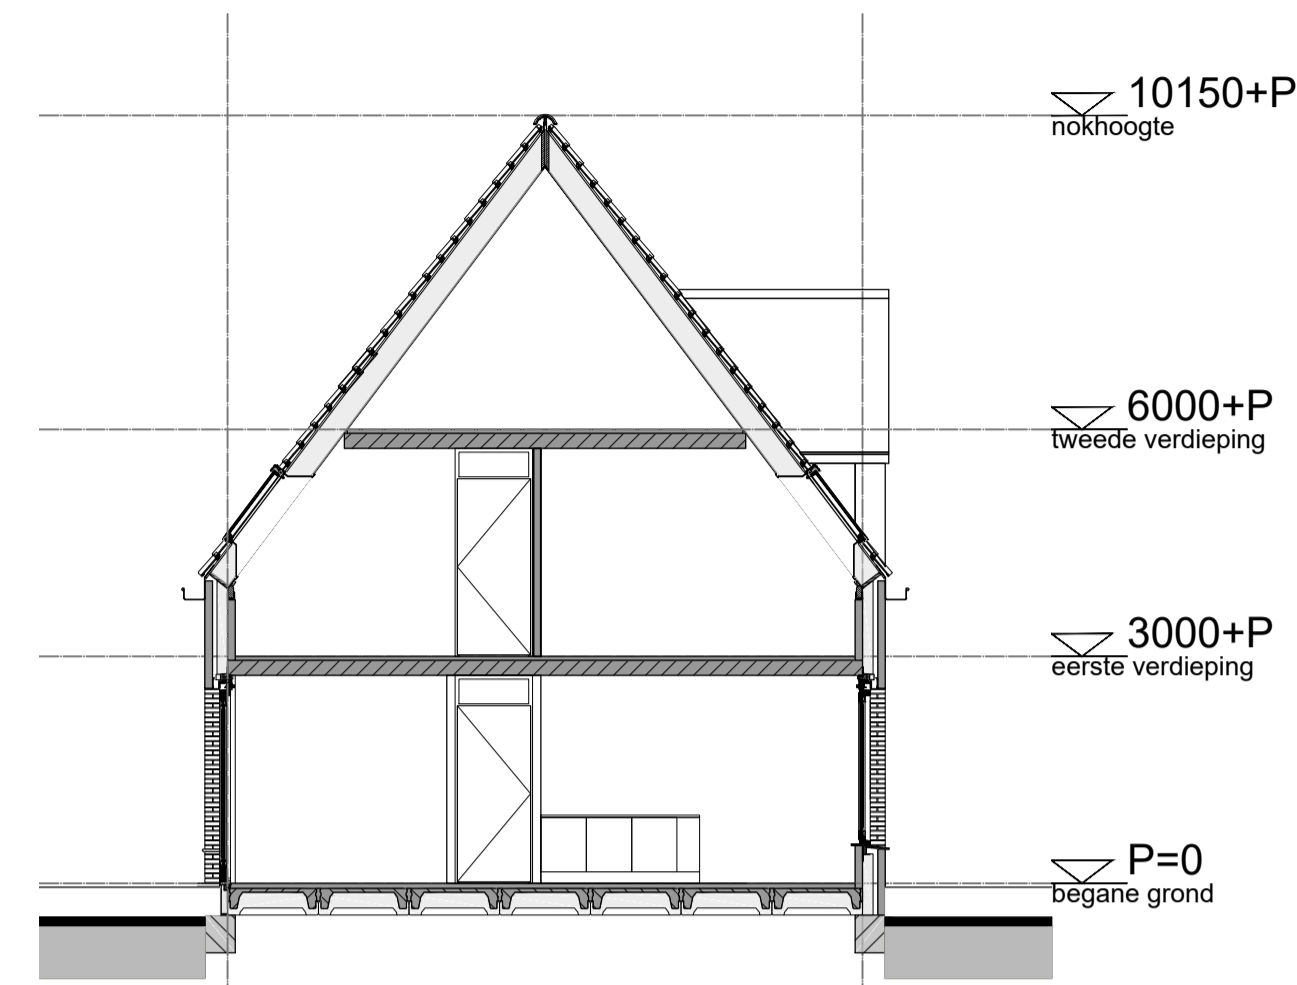 10150+P
nokhoogte
6000+P
tweede verdieping
3000+P
eerste verdieping
P=0
begane grond